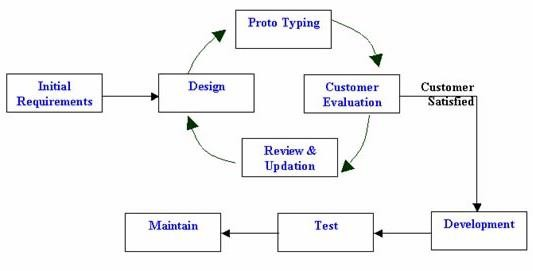 Proto Typing
Initial
Requirements
Design
Customer
Evaluation
Customer
Satisfied
Review &
Updation
Maintain
Test
Development